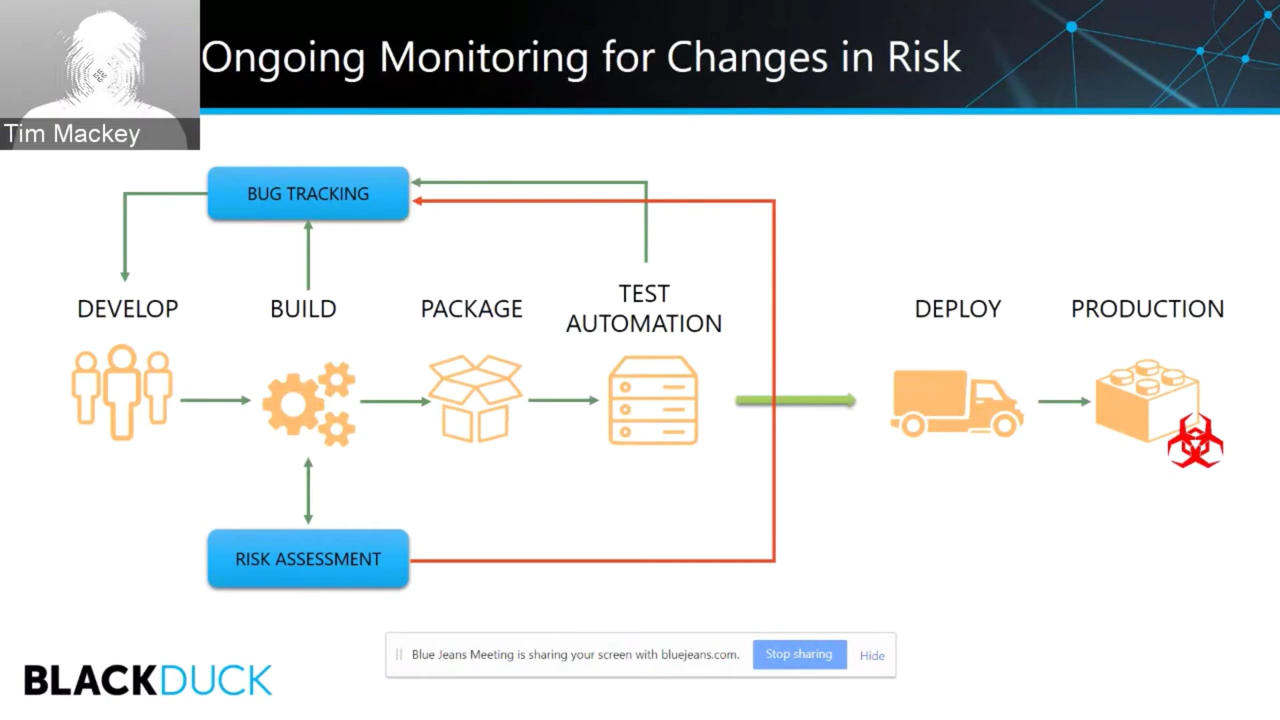 Ongoing Monitoring for Changes in Risk
Tim Mackey
BUG TRACKING
DEVELOP
BUILD
PACKAGE
TEST
AUTOMATION
DEPLOY
PRODUCTION
RISK ASSESSMENT
Blue Jeans Meeting is sharing your screen with bluejeans.com.
Stop sharing
Hide
BLACKDUCK